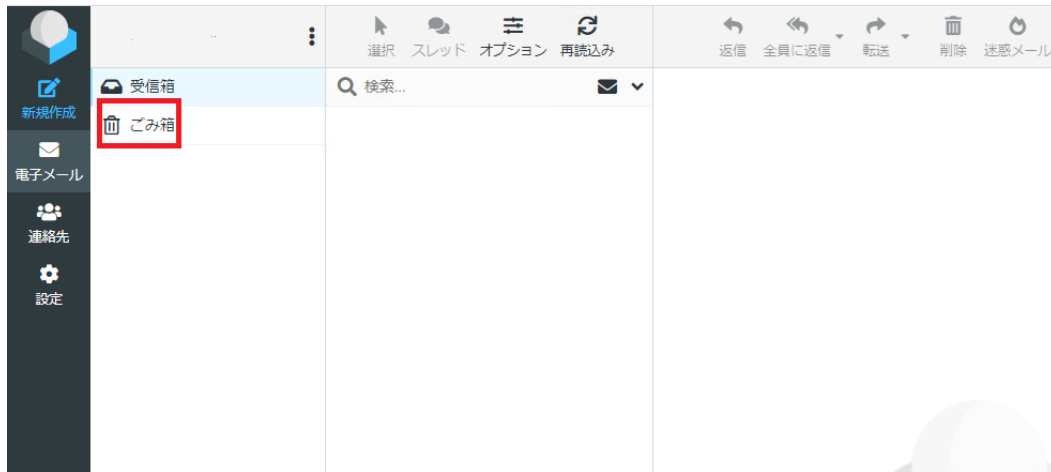 選択
スレッド
オプション
再読込み
返信
全員に返信
転送
削除
迷惑メール
新規作成
電子メール
連絡先
設定
受信箱
ごみ箱
検索...